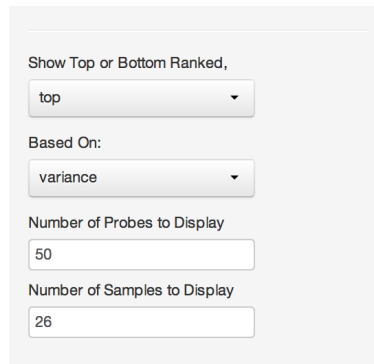 Show Top or Bottom Ranked,
top
Based On:
variance
Number of Probes to Display
50
Number of Samples to Display
26